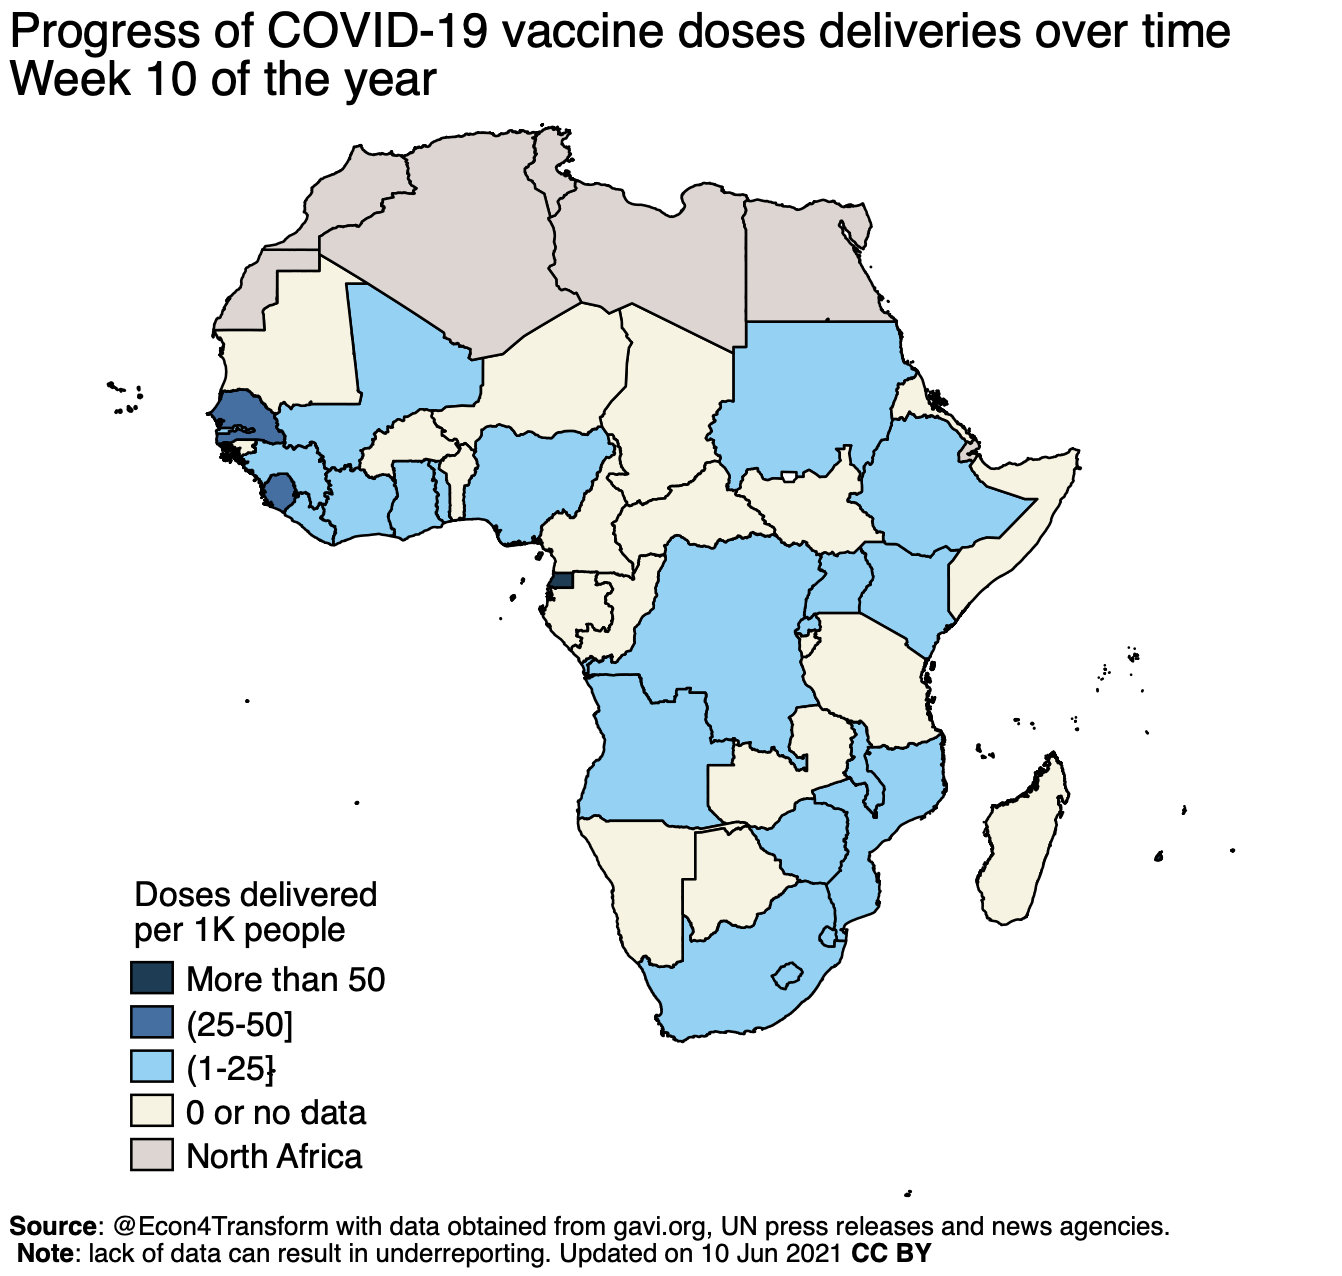 Progress of COVID-19 vaccine doses deliveries over time
Week 10 of the year
Doses delivered
per 1K people
More than 50
(25-50]
(1-25}
0 or no data
North Africa
Source: @Econ4Transform with data obtained from gavi.org, UN press releases and news agencies.
Note: lack of data can result in underreporting. Updated on 10 Jun 2021 CC BY